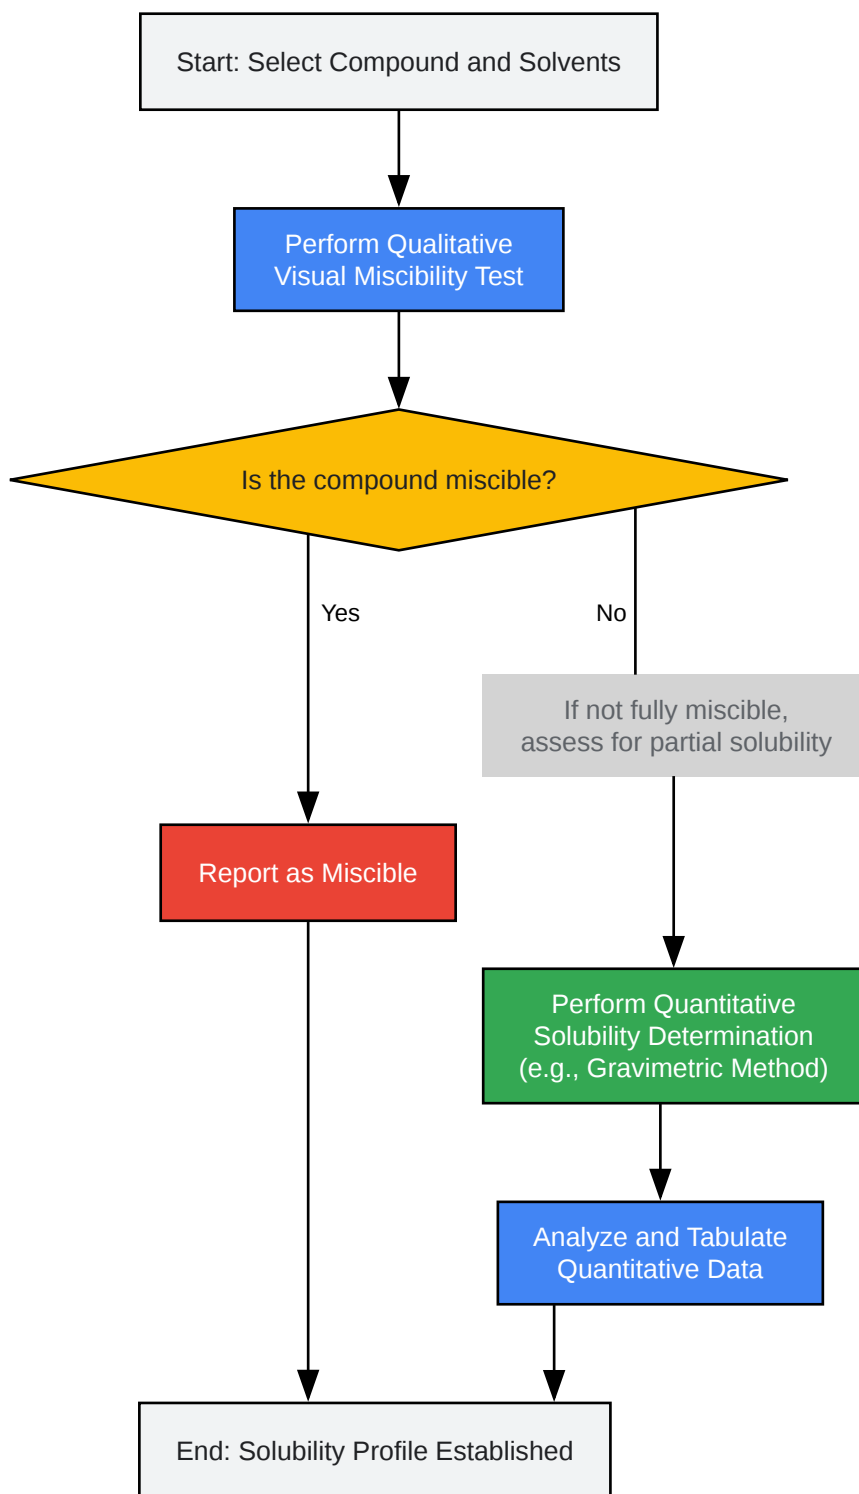 Start: Select Compound and Solvents
Perform Qualitative
Visual Miscibility Test
Is the compound miscible?
Yes
No
If not fully miscible,
assess for partial solubility
Report as Miscible
Perform Quantitative
Solubility Determination
(e.g., Gravimetric Method)
Analyze and Tabulate
Quantitative Data
End: Solubility Profile Established